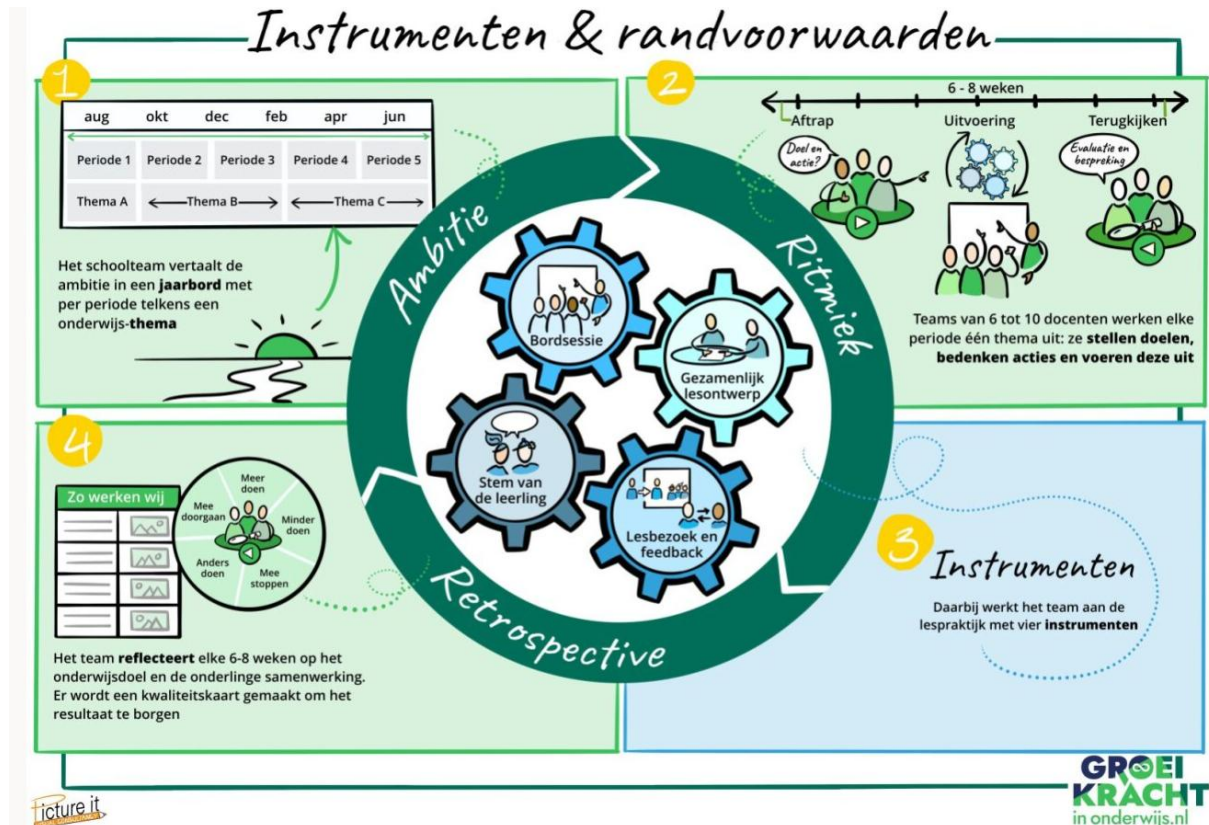 Instrumenten & randvoorwaarden
1
aug okt dec feb apr jun
Periode 1 Periode 2 Periode 3 Periode 4 Periode 5
Thema A Thema B Thema C
Het schoolteam vertaalt de
ambitie in een jaarbord met
per periode telkens een
onderwijs-thema
2
6 - 8 weken
Aftrap Uitvoering Terugkijken
Doel en
actie?
Evaluatie en
bespreking
Teams van 6 tot 10 docenten werken elke
periode één thema uit: ze stellen doelen,
bedenken acties en voeren deze uit
Ambitie
Ritmiek
Retrospective
Bordsessie
Gezamenlijk
lesontwerp
Stem van
de leerling
Lesbezoek en
feedback
3
Instrumenten
Daarbij werkt het team aan de
lespraktijk met vier instrumenten
4
Zo werken wij
Meer
doen
Minder
doen
Mee
stoppen
Anders
doen
Mee
doorgaan
Het team reflecteert elke 6-8 weken op het
onderwijsdoel en de onderlinge samenwerking.
Er wordt een kwaliteitskaart gemaakt om het
resultaat te borgen
Picture it
GROEI
KRACHT
in onderwijs.nl